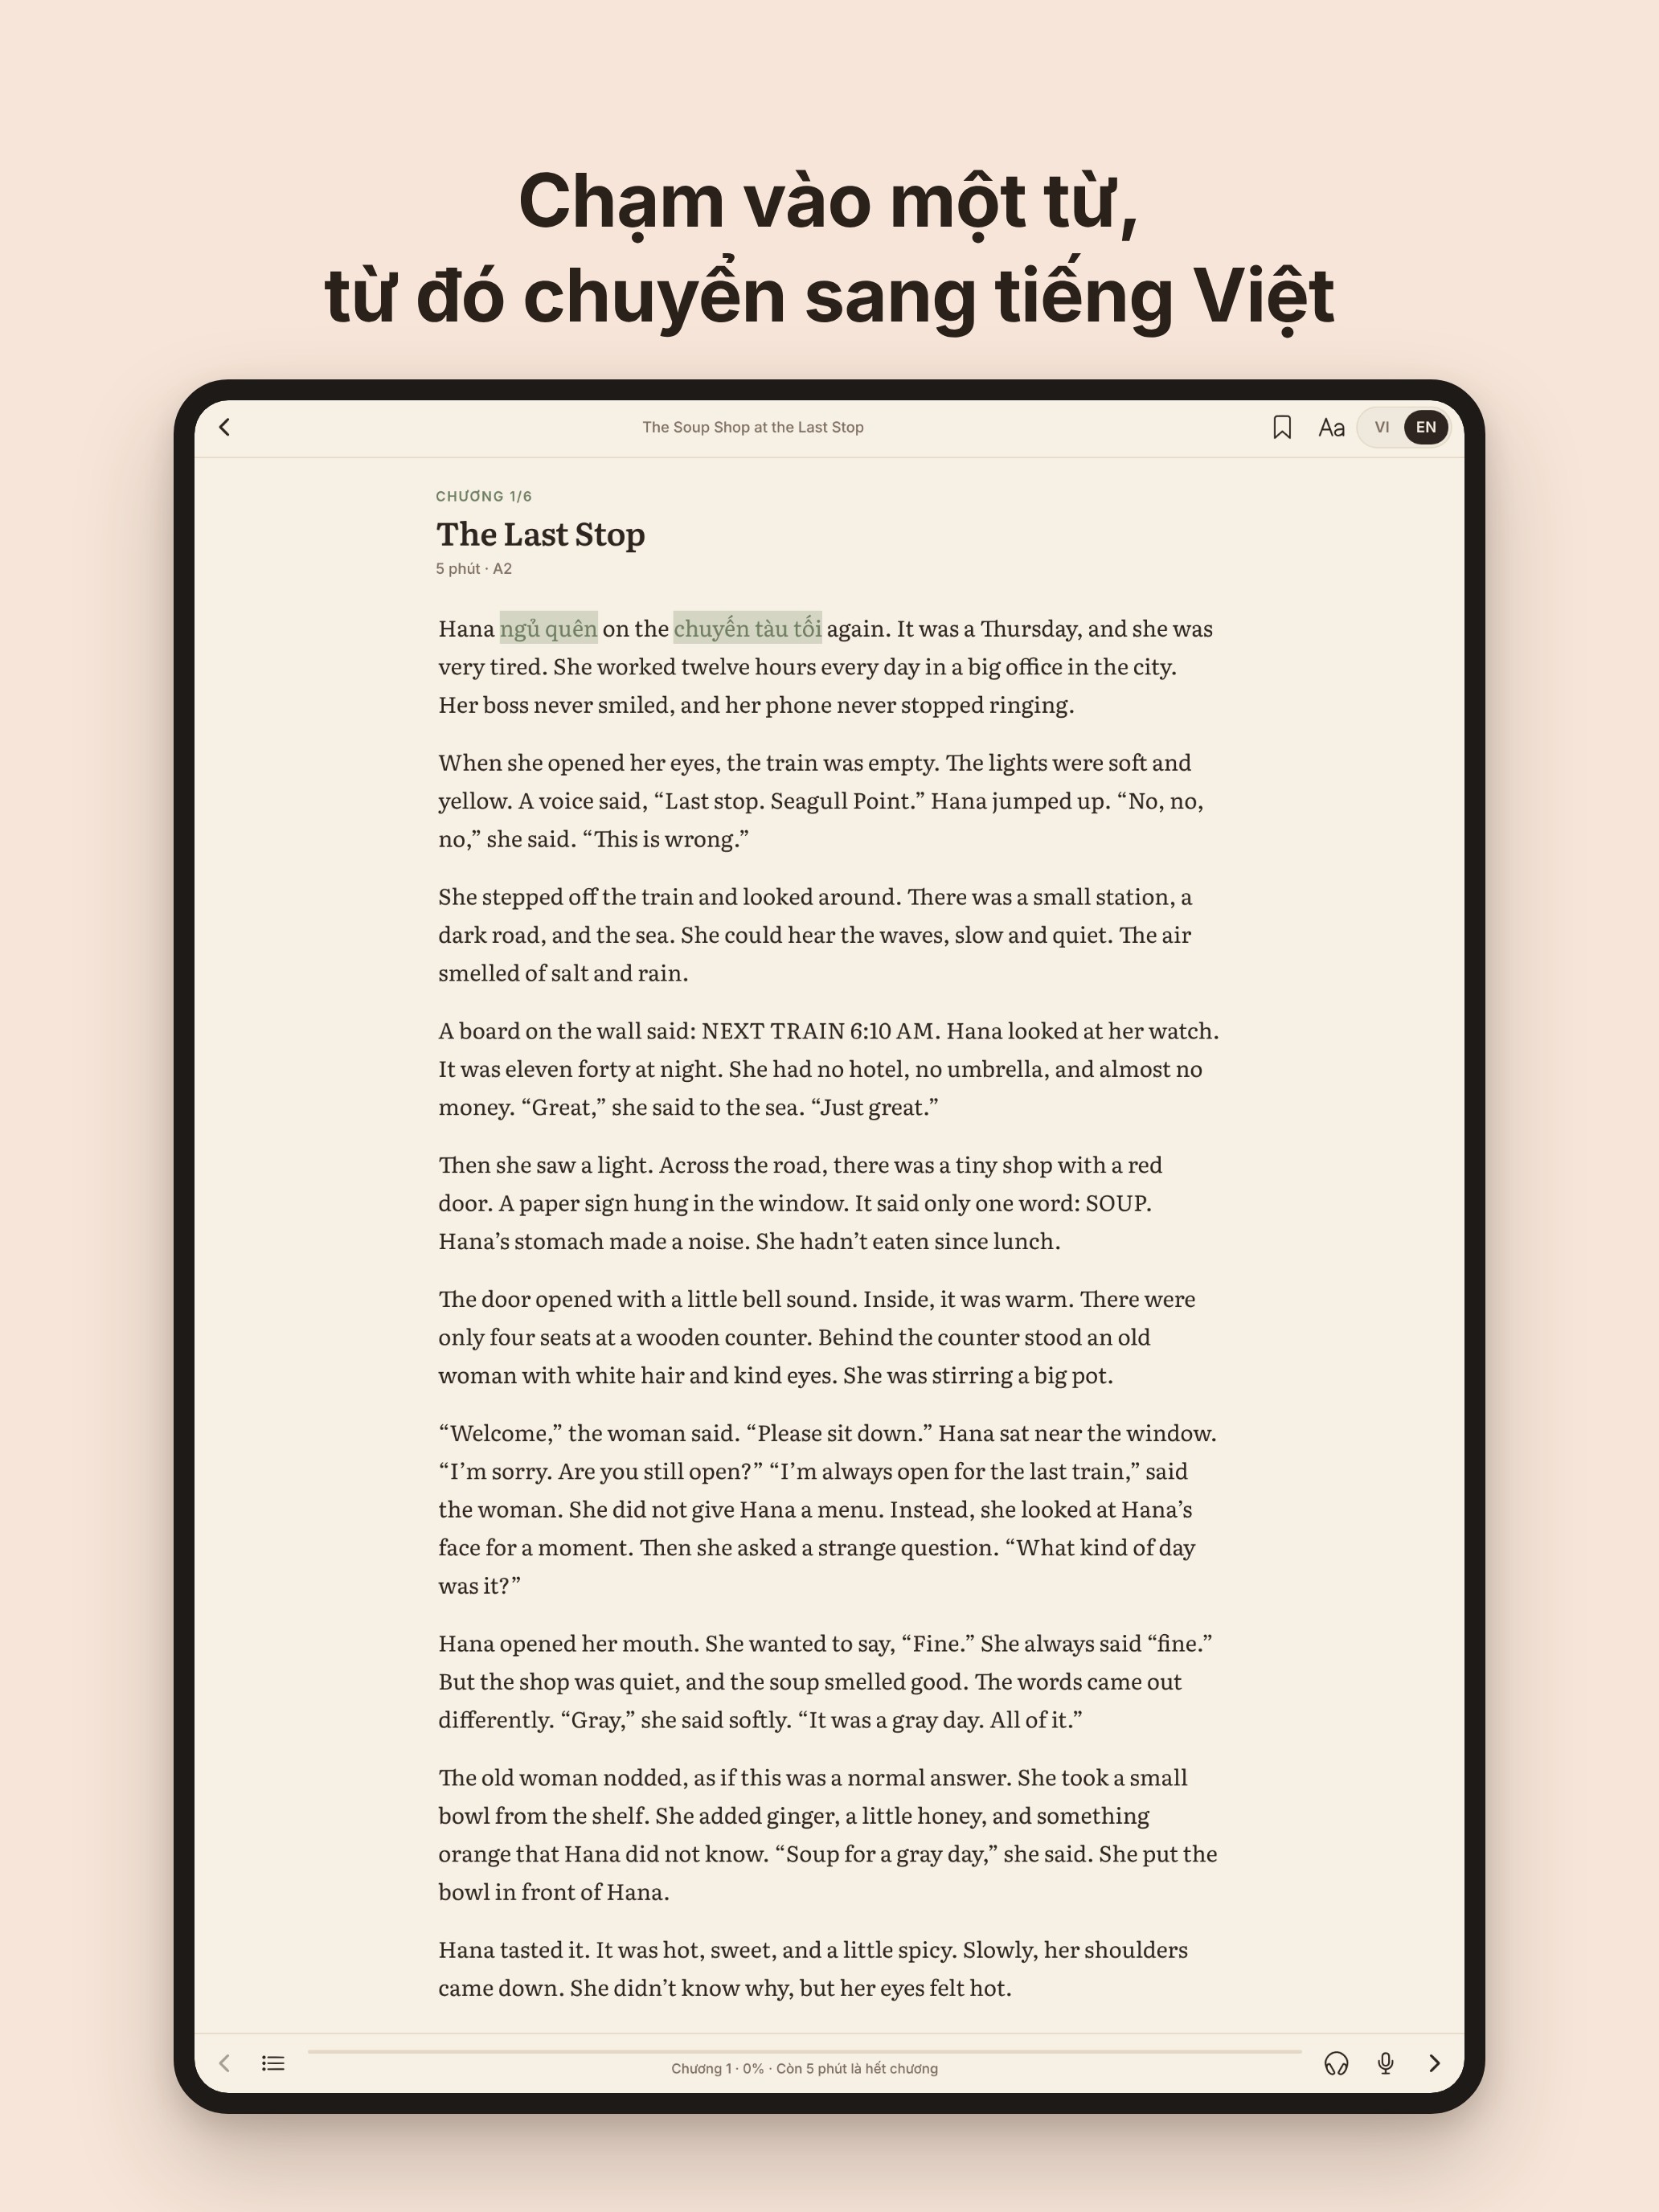 Chạm vào một từ,
từ đó chuyển sang tiếng Việt
The Soup Shop at the Last Stop
Aa
VI
EN
CHƯƠNG 1/6
The Last Stop
5 phút · A2
Hana ngủ quên on the chuyến tàu tối again. It was a Thursday, and she was
very tired. She worked twelve hours every day in a big office in the city.
Her boss never smiled, and her phone never stopped ringing.
When she opened her eyes, the train was empty. The lights were soft and
yellow. A voice said, “Last stop. Seagull Point.” Hana jumped up. “No, no,
no,” she said. “This is wrong.”
She stepped off the train and looked around. There was a small station, a
dark road, and the sea. She could hear the waves, slow and quiet. The air
smelled of salt and rain.
A board on the wall said: NEXT TRAIN 6:10 AM. Hana looked at her watch.
It was eleven forty at night. She had no hotel, no umbrella, and almost no
money. “Great,” she said to the sea. “Just great.”
Then she saw a light. Across the road, there was a tiny shop with a red
door. A paper sign hung in the window. It said only one word: SOUP.
Hana’s stomach made a noise. She hadn’t eaten since lunch.
The door opened with a little bell sound. Inside, it was warm. There were
only four seats at a wooden counter. Behind the counter stood an old
woman with white hair and kind eyes. She was stirring a big pot.
“Welcome,” the woman said. “Please sit down.” Hana sat near the window.
“I’m sorry. Are you still open?” “I’m always open for the last train,” said
the woman. She did not give Hana a menu. Instead, she looked at Hana’s
face for a moment. Then she asked a strange question. “What kind of day
was it?”
Hana opened her mouth. She wanted to say, “Fine.” She always said “fine.”
But the shop was quiet, and the soup smelled good. The words came out
differently. “Gray,” she said softly. “It was a gray day. All of it.”
The old woman nodded, as if this was a normal answer. She took a small
bowl from the shelf. She added ginger, a little honey, and something
orange that Hana did not know. “Soup for a gray day,” she said. She put the
bowl in front of Hana.
Hana tasted it. It was hot, sweet, and a little spicy. Slowly, her shoulders
came down. She didn’t know why, but her eyes felt hot.
Chương 1 · 0% · Còn 5 phút là hết chương